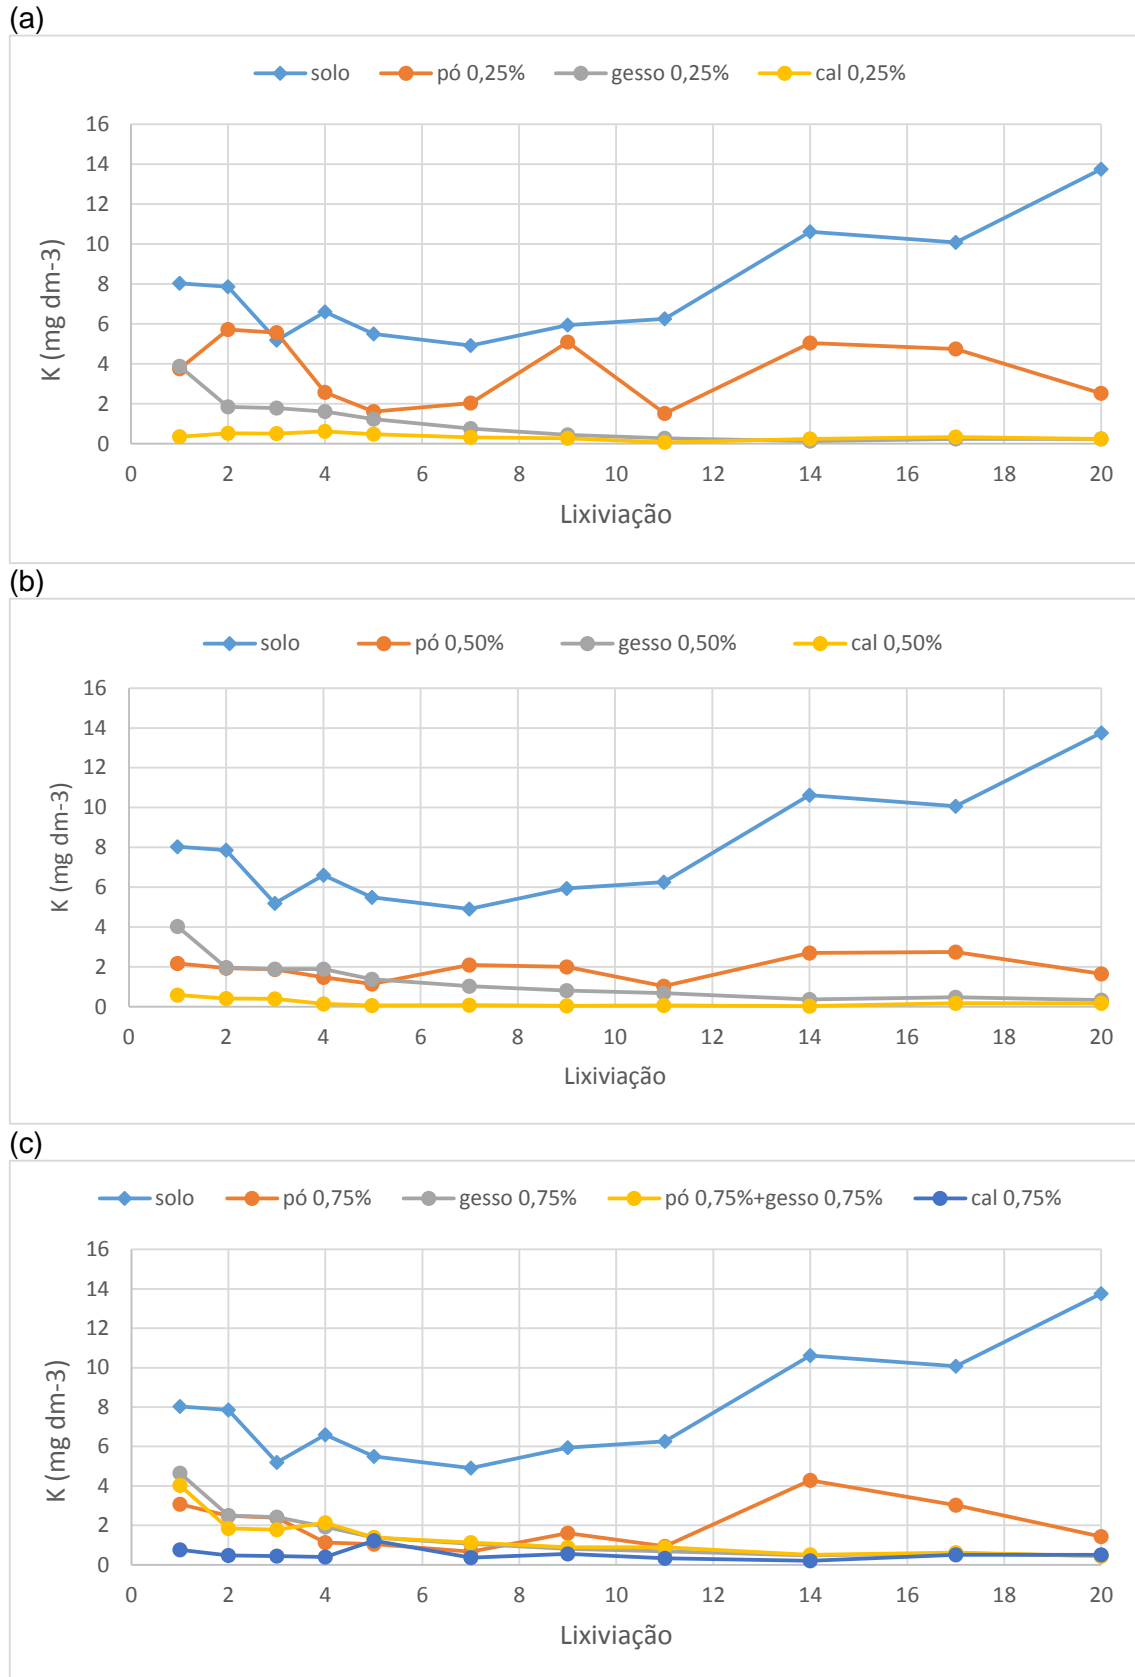 (a)
solo pó 0,25% gesso 0,25% cal 0,25%
16
14
12
10
8
6
4
2
0
K (mg dm-3)
0 2 4 6 8 10 12 14 16 18 20
Lixiviação
(b)
solo pó 0,50% gesso 0,50% cal 0,50%
16
14
12
10
8
6
4
2
0
K (mg dm-3)
0 2 4 6 8 10 12 14 16 18 20
Lixiviação
(c)
solo pó 0,75% gesso 0,75% pó 0,75%+gesso 0,75% cal 0,75%
16
14
12
10
8
6
4
2
0
K (mg dm-3)
0 2 4 6 8 10 12 14 16 18 20
Lixiviação